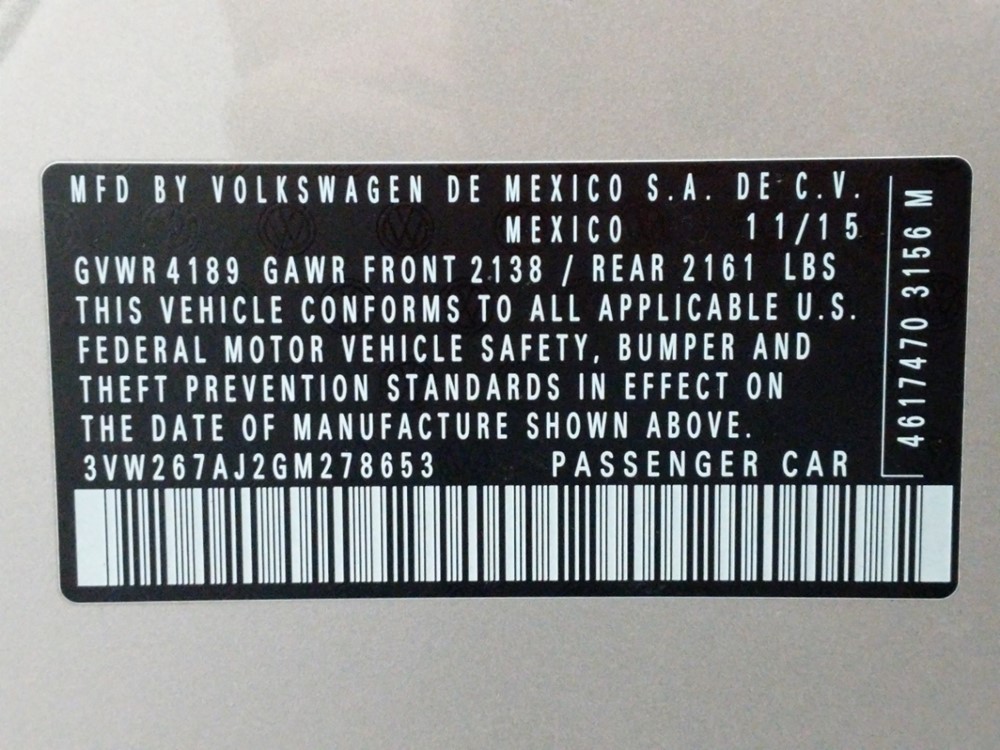 MFD BY VOLKSWAGEN DE MEXICO S.A. DE C.V.
MEXICO 11/15
GVWR 4189 GAWR FRONT 2138 / REAR 2161 LBS
THIS VEHICLE CONFORMS TO ALL APPLICABLE U.S.
FEDERAL MOTOR VEHICLE SAFETY, BUMPER AND
THEFT PREVENTION STANDARDS IN EFFECT ON
THE DATE OF MANUFACTURE SHOWN ABOVE.
3VW267AJ2GM278653 PASSENGER CAR
4617470 3156 M